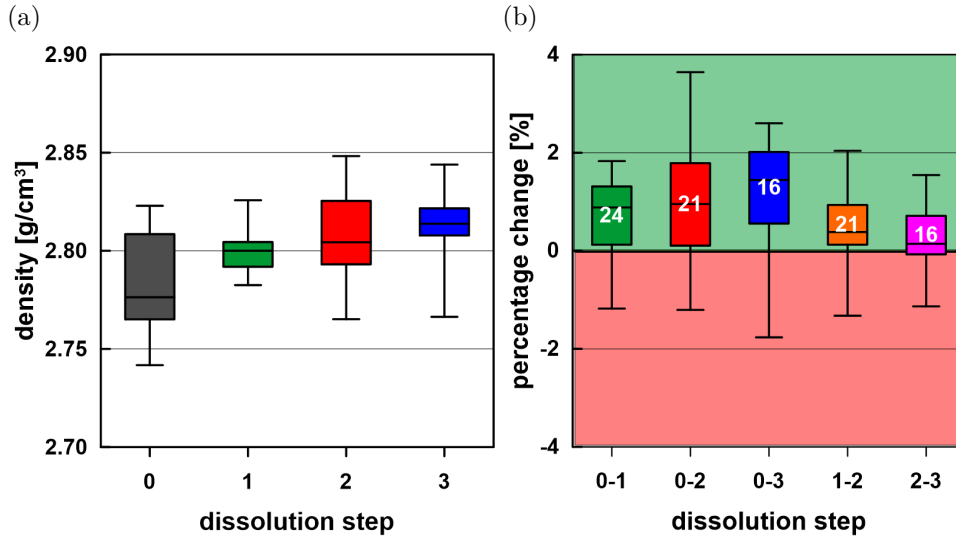 (a)
density [g/cm³]
2.90
2.85
2.80
2.75
2.70
0 1 2 3
dissolution step
(b)
percentage change [%]
4
2
0
-2
-4
24
21
16
21
16
0-1 0-2 0-3 1-2 2-3
dissolution step